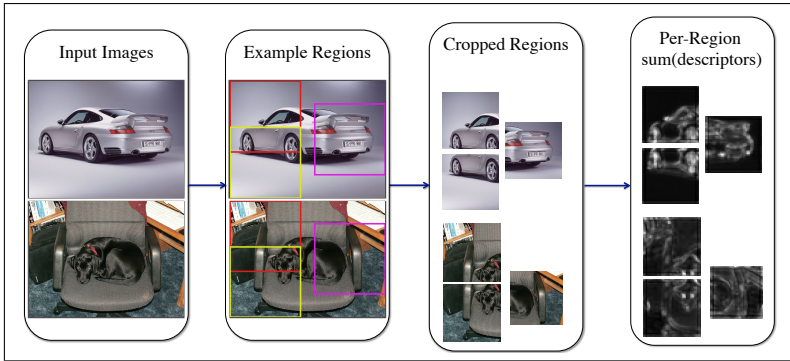 Input Images
Example Regions
Cropped Regions
Per-Region
sum(descriptors)